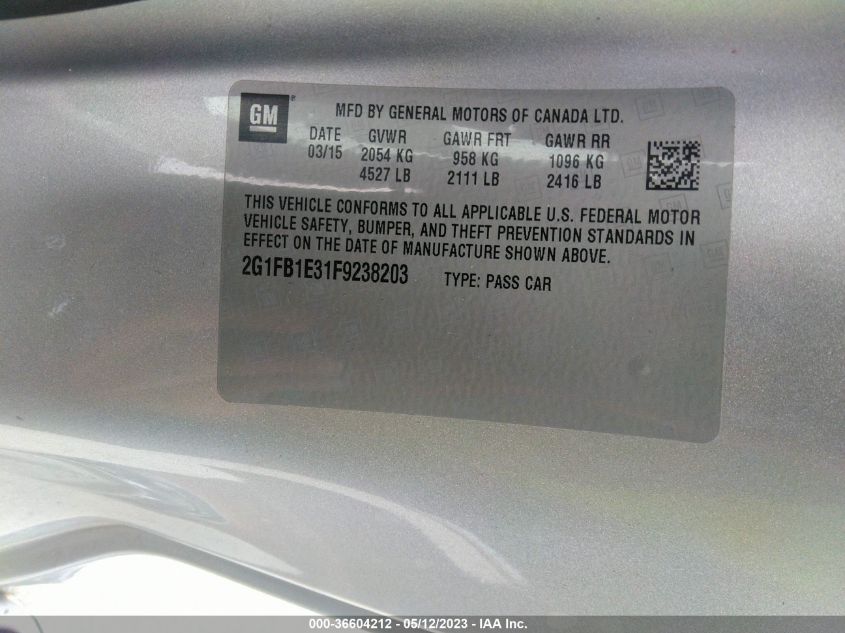 GM ® MFD BY GENERAL MOTORS OF CANADA LTD.
DATE GVWR GAWR FRT GAWR RR
03/15 2054 KG 958 KG 1096 KG
4527 LB 2111 LB 2416 LB
THIS VEHICLE CONFORMS TO ALL APPLICABLE U.S. FEDERAL MOTOR
VEHICLE SAFETY, BUMPER, AND THEFT PREVENTION STANDARDS IN
EFFECT ON THE DATE OF MANUFACTURE SHOWN ABOVE.
2G1FB1E31F9238203 TYPE: PASS CAR
000-36604212 - 05/12/2023 - IAA Inc.